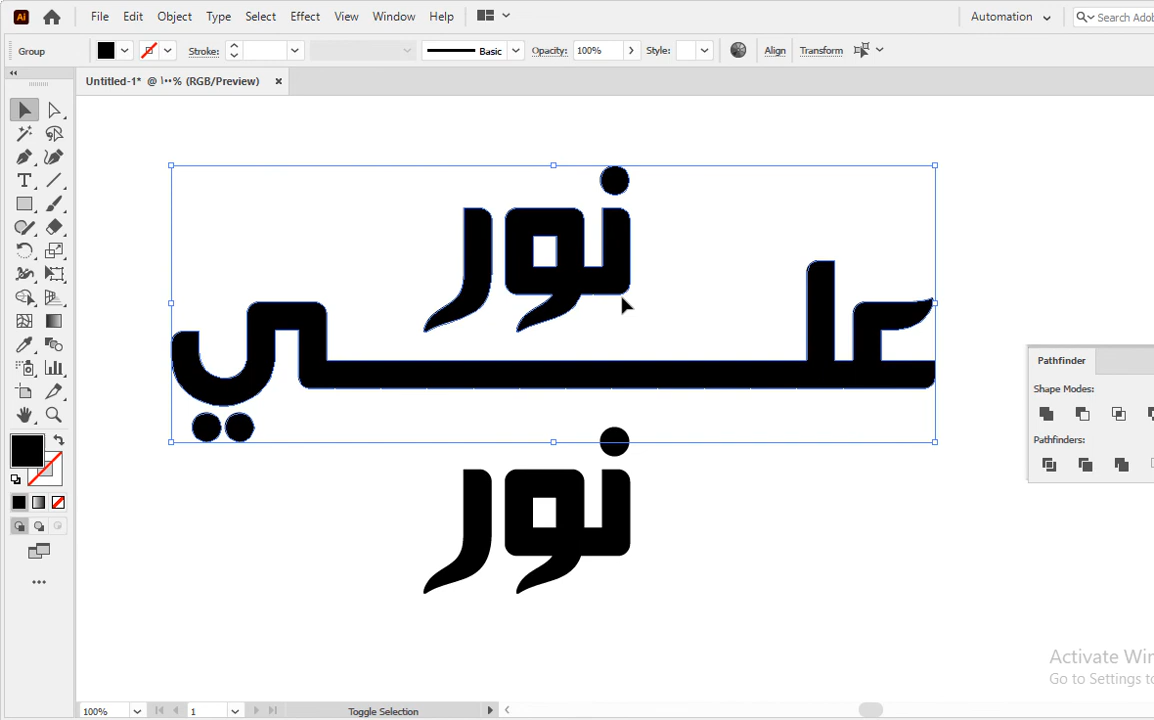 Ai File Edit Object Type Select Effect View Window Help Automation Search Adob
Group Stroke: Basic Opacity: 100% Style: Align Transform
Untitled-1* @ ١٠٠% (RGB/Preview)
نور
علي
نور
Pathfinder
Shape Modes:
Pathfinders:
Activate Win
Go to Settings to
100% 1 Toggle Selection